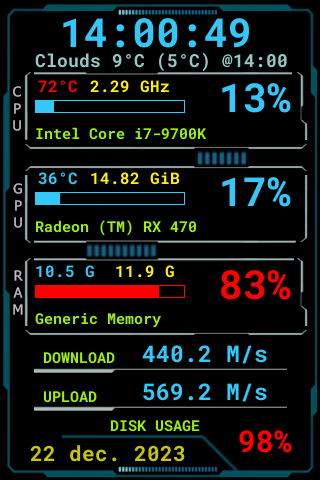 14:00:49
Clouds 9°C (5°C) @14:00
CPU
72°C 2.29 GHz
13%
Intel Core i7-9700K
GPU
36°C 14.82 GiB
17%
Radeon (TM) RX 470
RAM
10.5 G 11.9 G
83%
Generic Memory
DOWNLOAD 440.2 M/s
UPLOAD 569.2 M/s
DISK USAGE
22 dec. 2023
98%